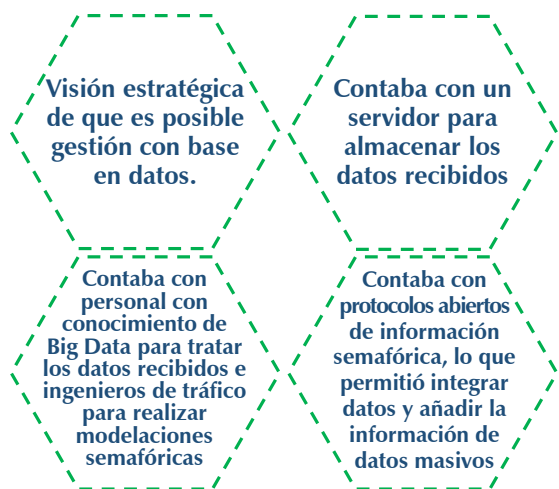 Visión estratégica
de que es posible
gestión con base
en datos.
Contaba con un
servidor para
almacenar los
datos recibidos
Contaba con
personal con
conocimiento de
Big Data para tratar
los datos recibidos e
ingenieros de tráfico
para realizar
modelaciones
semafóricas
Contaba con
protocolos abiertos
de información
semafórica, lo que
permitió integrar
datos y añadir la
información de
datos masivos